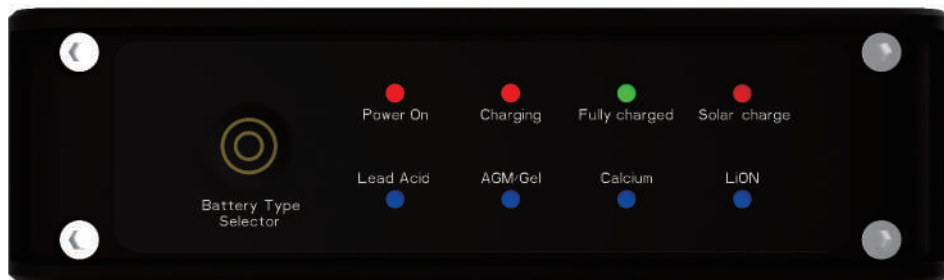 Power On
Charging
Fully charged
Solar charge
Lead Acid
AGM/Gel
Calcium
LiON
Battery Type
Selector